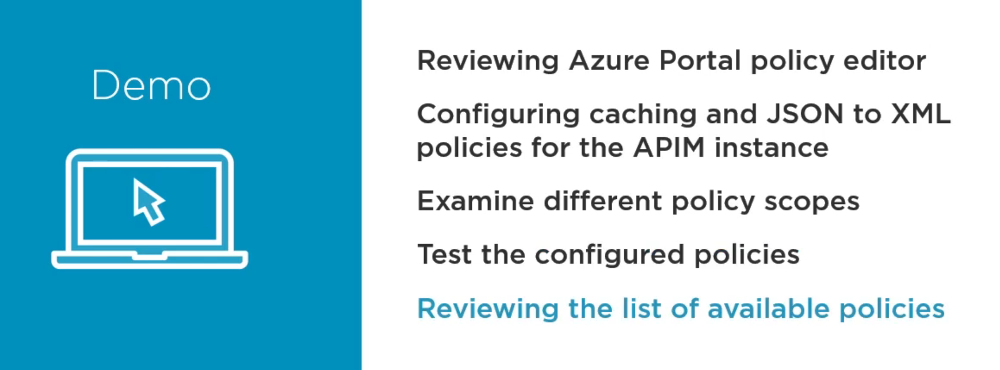 Demo
Reviewing Azure Portal policy editor
Configuring caching and JSON to XML
policies for the APIM instance
Examine different policy scopes
Test the configured policies
Reviewing the list of available policies